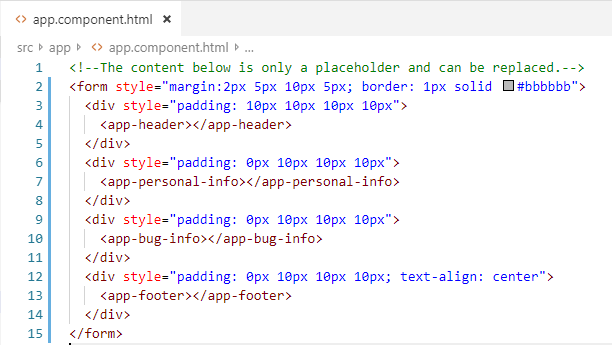 <> app.component.html ×
src ▸ app ▸ <> app.component.html ▸ ...
1 <!--The content below is only a placeholder and can be replaced.-->
2 <form style="margin:2px 5px 10px 5px; border: 1px solid #bbbbbb">
3 <div style="padding: 10px 10px 10px 10px">
4 <app-header></app-header>
5 </div>
6 <div style="padding: 0px 10px 10px 10px">
7 <app-personal-info></app-personal-info>
8 </div>
9 <div style="padding: 0px 10px 10px 10px">
10 <app-bug-info></app-bug-info>
11 </div>
12 <div style="padding: 0px 10px 10px 10px; text-align: center">
13 <app-footer></app-footer>
14 </div>
15 </form>